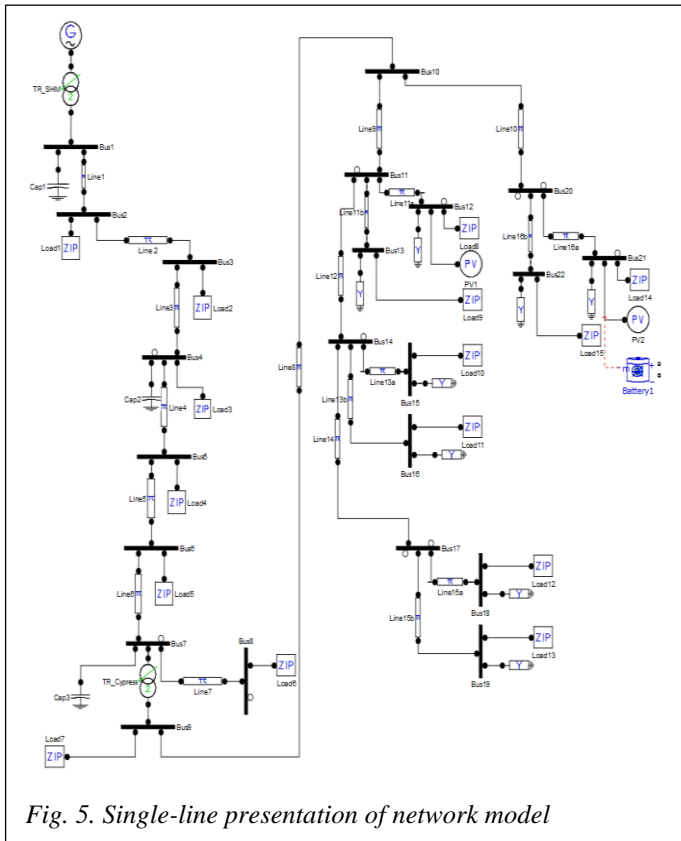 G
TR_SHM
2
Bus1
Line1
Cap1
Bus2
Load1
ZIP
Line2
Bus3
Line3
ZIP
Load2
Bus4
Cap2
Line4
ZIP
Load3
Bus5
Line5
ZIP
Load4
Bus6
Line6
ZIP
Load5
Bus7
Bus8
TR_Cypress
2
Line7
ZIP
Load6
Cap3
Bus9
Load7
ZIP
Line8
Bus10
Line9
Line10
Bus11
Line11a
Bus12
Line11b
ZIP
Load8
Bus13
Y
PV
PV1
Y
ZIP
Load9
Line12
Bus14
Line13a
ZIP
Load10
Y
Bus15
Line13b
Line14
ZIP
Load11
Y
Bus16
Bus17
Line15a
ZIP
Load12
Y
Bus18
Line15b
ZIP
Load13
Y
Bus19
Bus20
Line16b
Line16a
Bus21
Bus22
ZIP
Load14
Y
Y
PV
PV2
ZIP
Load15
m
+
-
Battery1
Fig. 5. Single-line presentation of network model